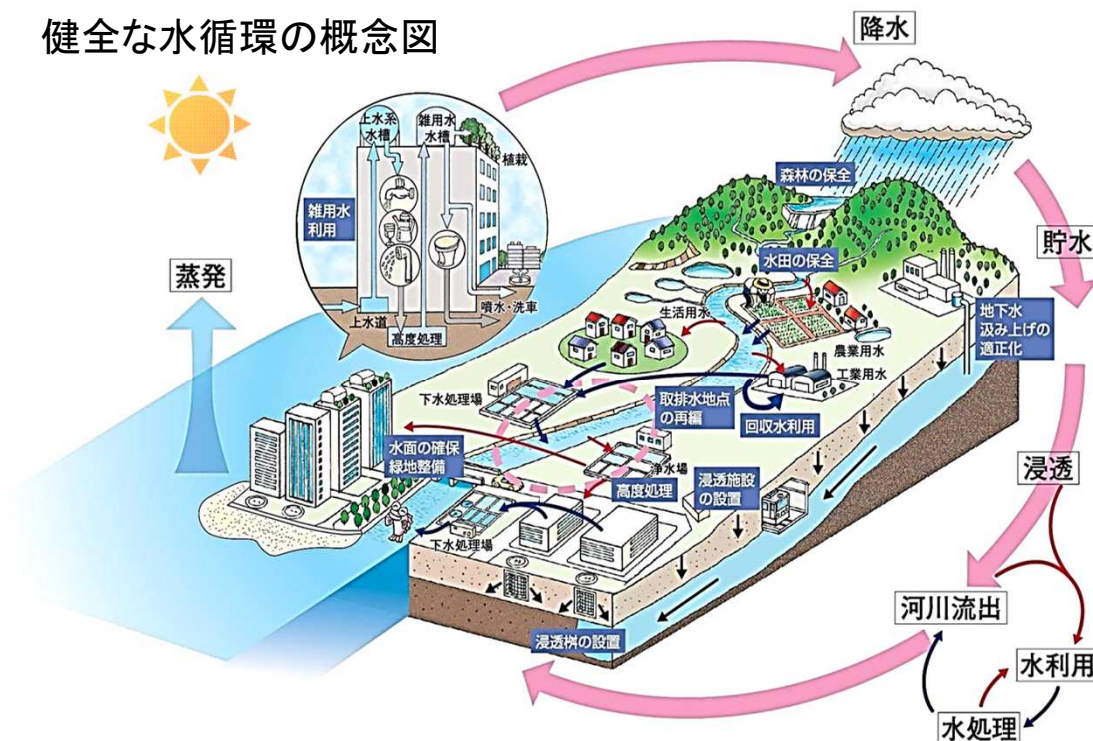 健全な水循環の概念図
降水
上水系
水槽
雑用水
水槽
植栽
雑用水
利用
森林の保全
貯水
水田の保全
蒸発
噴水・洗車
上水道
高度処理
生活用水
地下水
汲み上げの
適正化
農業用水
工業用水
下水処理場
取排水地点
の再編
回収水利用
水面の確保
緑地整備
浄水場
浸透
高度処理
浸透施設
の設置
下水処理場
河川流出
浸透桝の設置
水利用
水処理